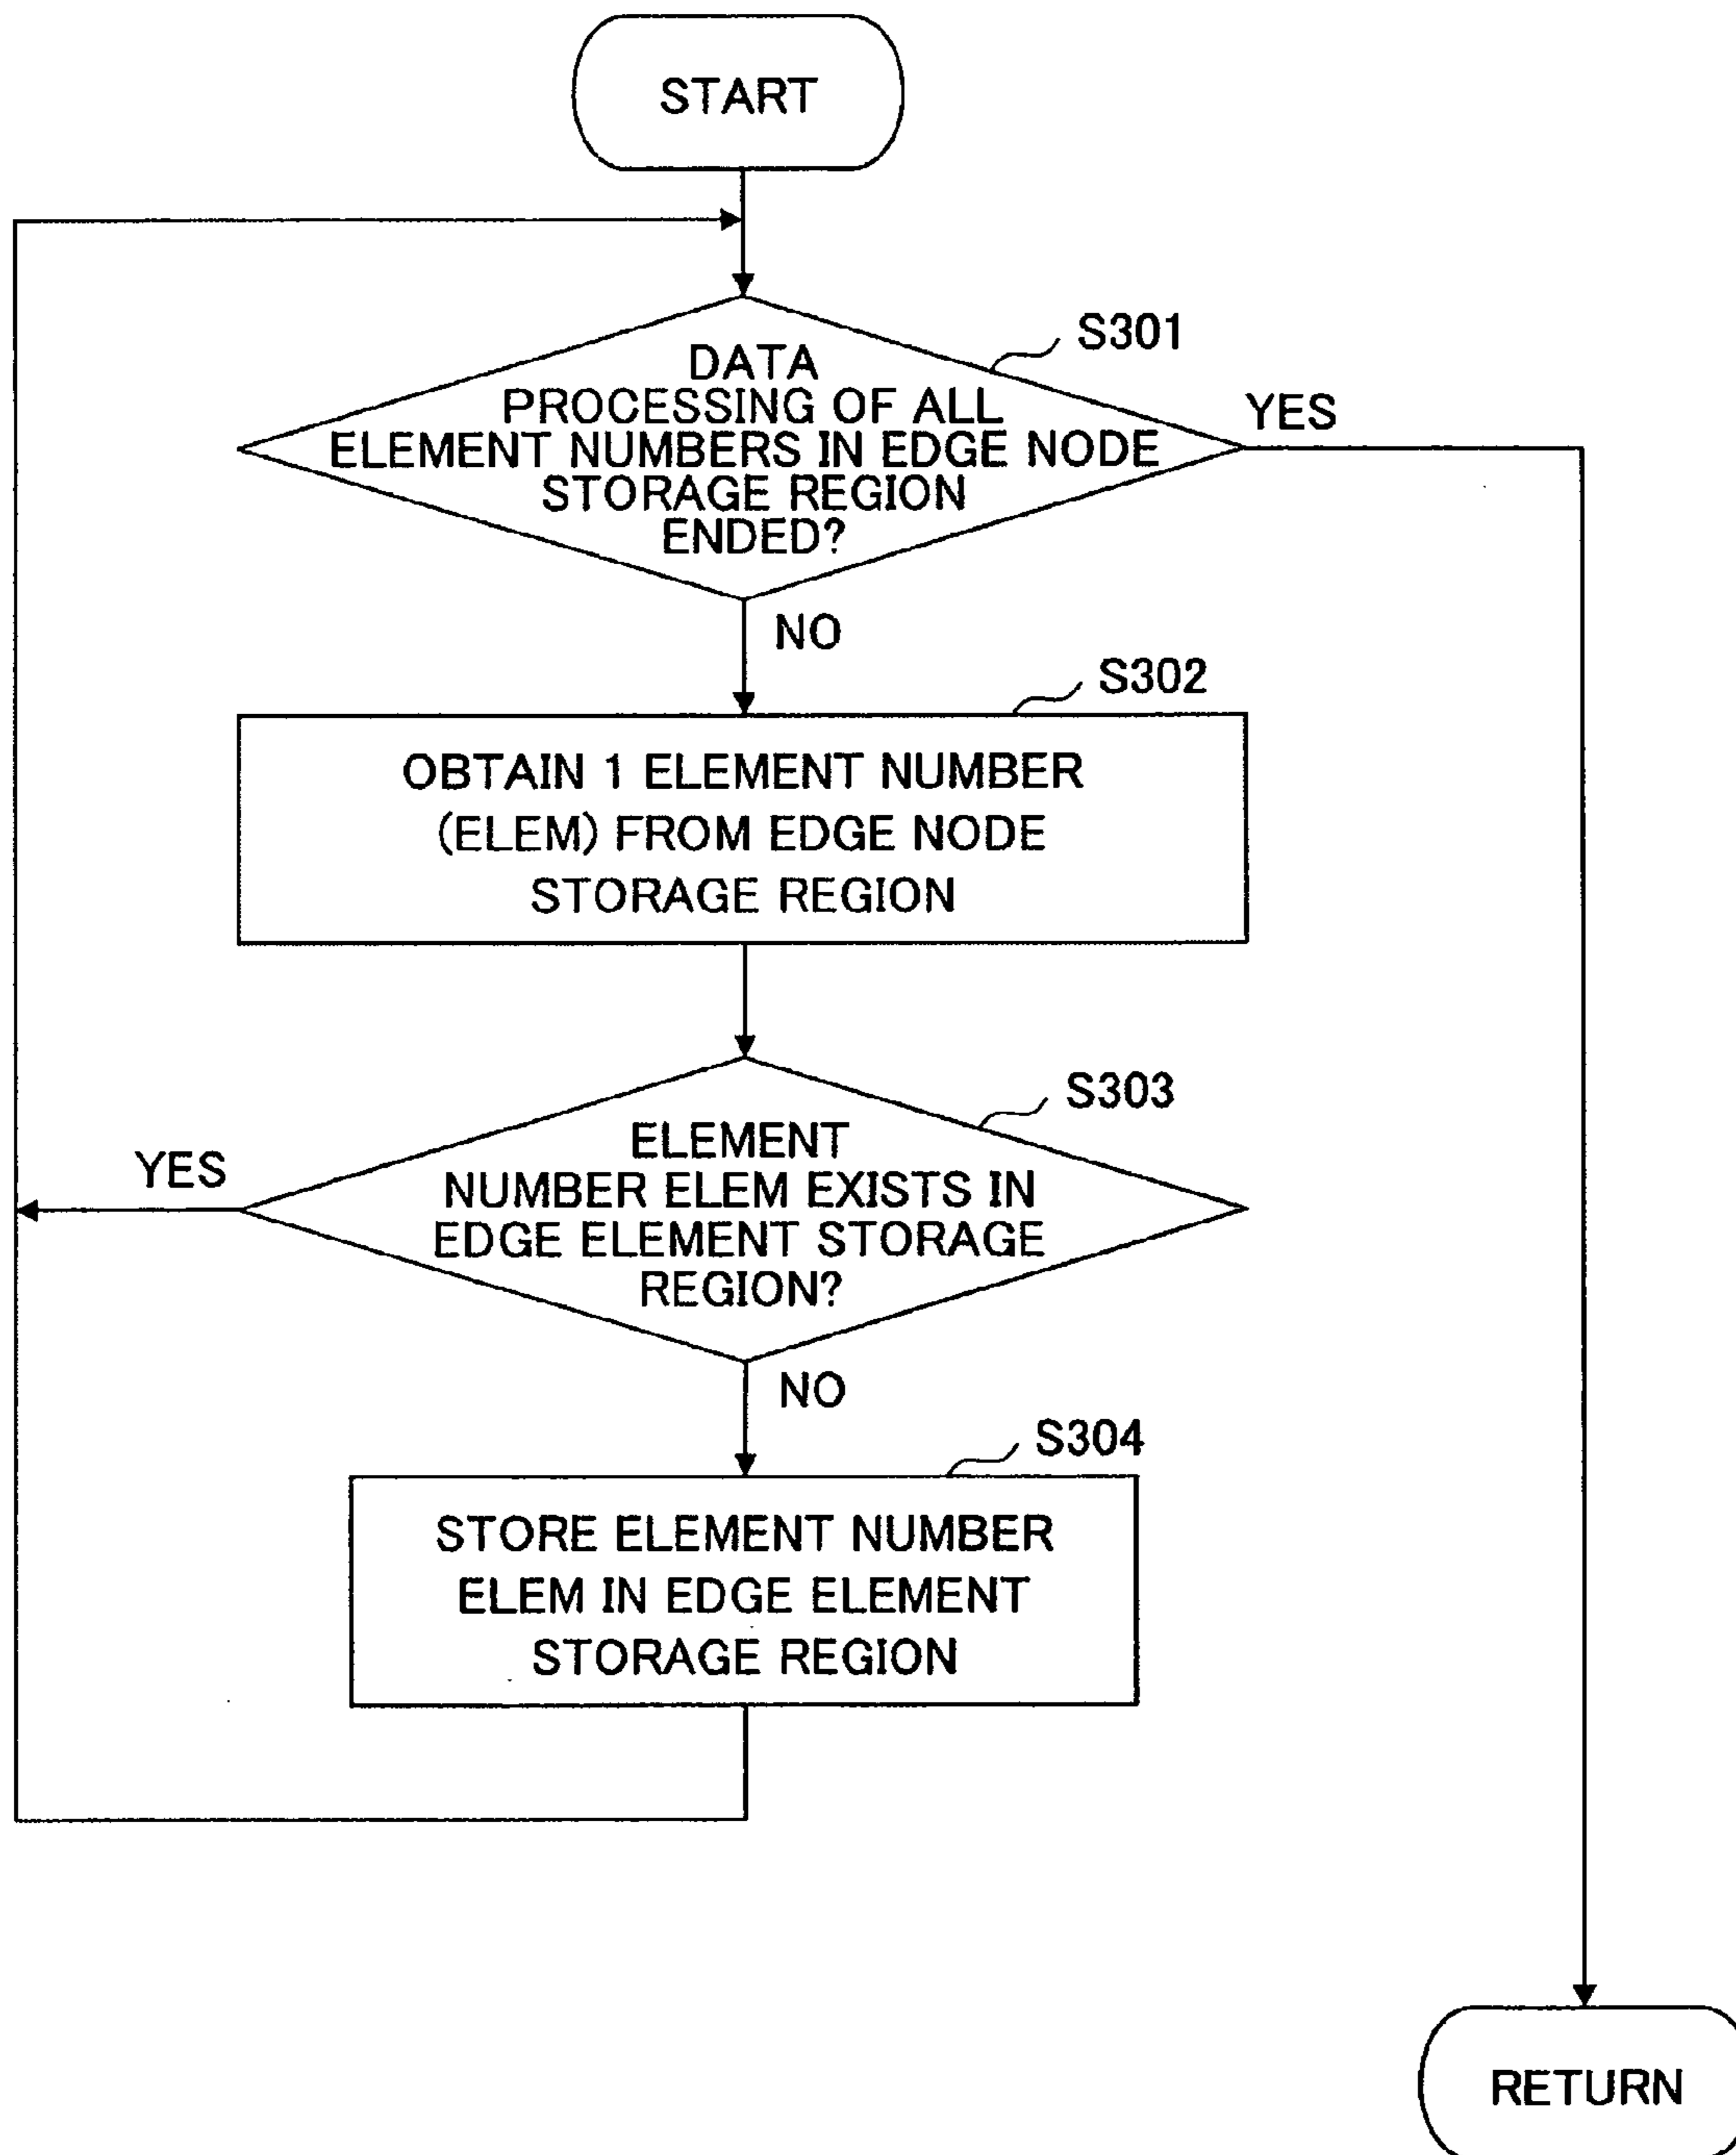 START
S301
DATA
PROCESSING OF ALL
ELEMENT NUMBERS IN EDGE NODE
STORAGE REGION
ENDED?
YES
NO
S302
OBTAIN 1 ELEMENT NUMBER
(ELEM) FROM EDGE NODE
STORAGE REGION
S303
ELEMENT
NUMBER ELEM EXISTS IN
EDGE ELEMENT STORAGE
REGION?
YES
NO
S304
STORE ELEMENT NUMBER
ELEM IN EDGE ELEMENT
STORAGE REGION
RETURN